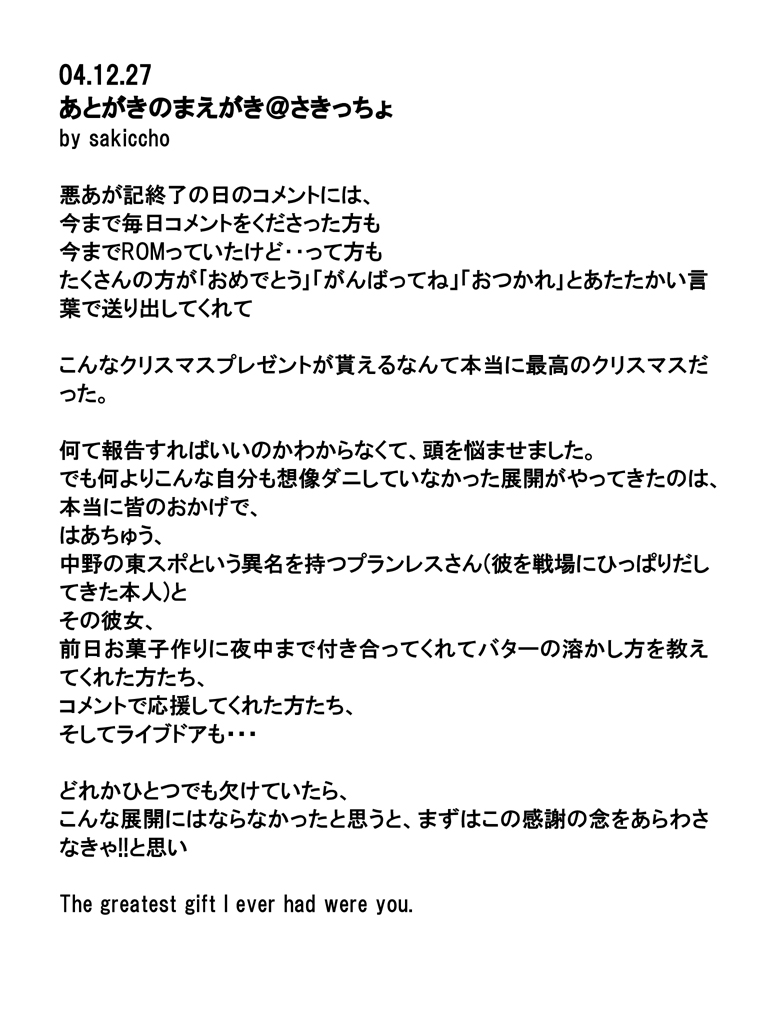 04.12.27
あとがきのまえがき@さきっちょ
by sakiccho
悪あが記終了の日のコメントには、
今まで毎日コメントをくださった方も
今までROMっていたけど・・って方も
たくさんの方が「おめでとう」「がんばってね」「おつかれ」とあたたかい言
葉で送り出してくれて
こんなクリスマスプレゼントが貰えるなんて本当に最高のクリスマスだ
った。
何て報告すればいいのかわからなくて、頭を悩ませました。
でも何よりこんな自分も想像ダニしていなかった展開がやってきたのは、
本当に皆のおかげで、
はあちゅう、
中野の東スポという異名を持つプランレスさん(彼を戦場にひっぱりだし
てきた本人)と
その彼女、
前日お菓子作りに夜中まで付き合ってくれてバターの溶かし方を教え
てくれた方たち、
コメントで応援してくれた方たち、
そしてライブドアも・・・
どれかひとつでも欠けていたら、
こんな展開にはならなかったと思うと、まずはこの感謝の念をあらわさ
なきゃ!!と思い
The greatest gift I ever had were you.